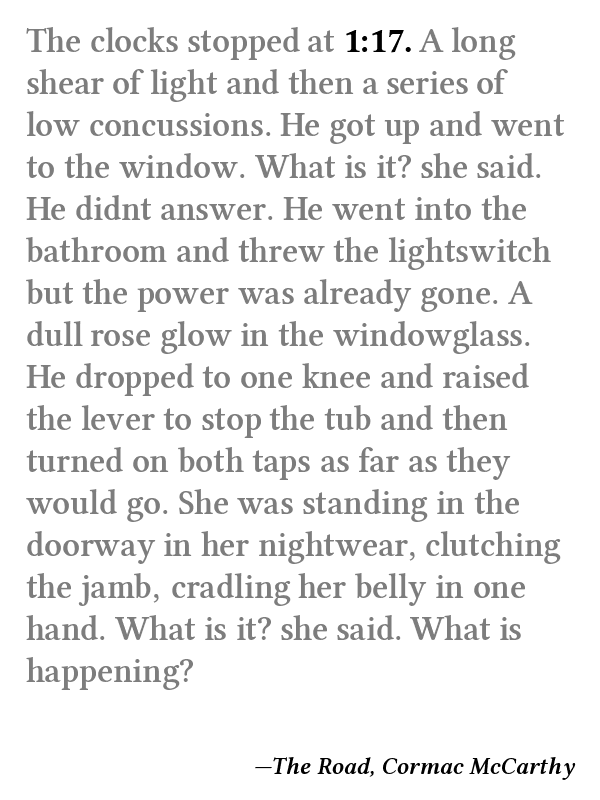 The clocks stopped at 1:17. A long
shear of light and then a series of
low concussions. He got up and went
to the window. What is it? she said.
He didnt answer. He went into the
bathroom and threw the lightswitch
but the power was already gone. A
dull rose glow in the windowglass.
He dropped to one knee and raised
the lever to stop the tub and then
turned on both taps as far as they
would go. She was standing in the
doorway in her nightwear, clutching
the jamb, cradling her belly in one
hand. What is it? she said. What is
happening?
—The Road, Cormac McCarthy